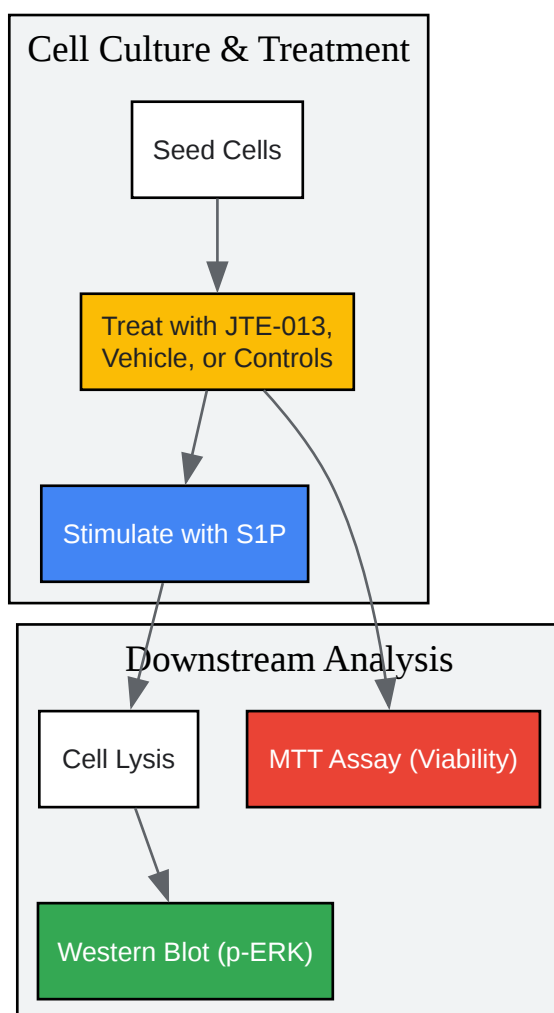 Cell Culture & Treatment
Seed Cells
Treat with JTE-013,
Vehicle, or Controls
Stimulate with S1P
Downstream Analysis
Cell Lysis
MTT Assay (Viability)
Western Blot (p-ERK)